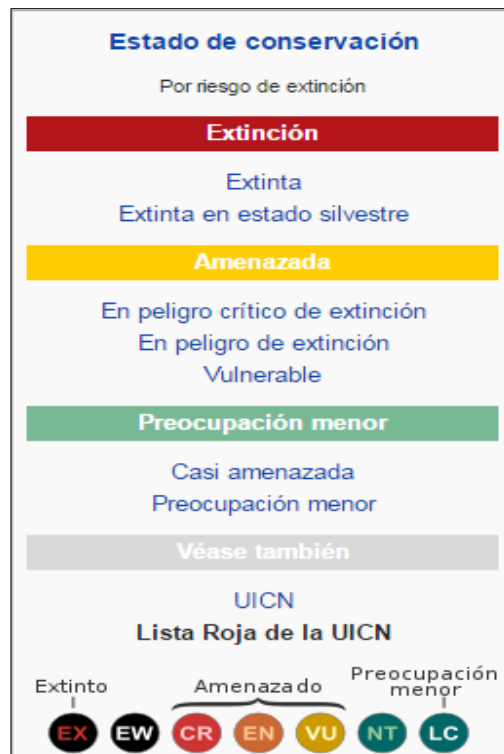 Estado de conservación
Por riesgo de extinción
Extinción
Extinta
Extinta en estado silvestre
Amenazada
En peligro crítico de extinción
En peligro de extinción
Vulnerable
Preocupación menor
Casi amenazada
Preocupación menor
Véase también
UICN
Lista Roja de la UICN
Extinto Amenazado Preocupación
menor
EX EW CR EN VU NT LC